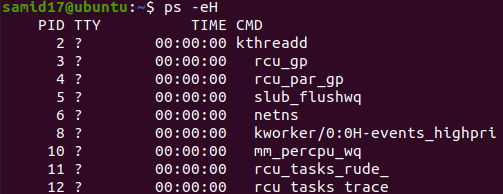 samid17@ubuntu:~$ ps -eH
    PID TTY          TIME CMD
      2 ?        00:00:00 kthreadd
      3 ?        00:00:00   rcu_gp
      4 ?        00:00:00   rcu_par_gp
      5 ?        00:00:00   slub_flushwq
      6 ?        00:00:00   netns
      8 ?        00:00:00   kworker/0:0H-events_highpri
     10 ?        00:00:00   mm_percpu_wq
     11 ?        00:00:00   rcu_tasks_rude_
     12 ?        00:00:00   rcu_tasks_trace